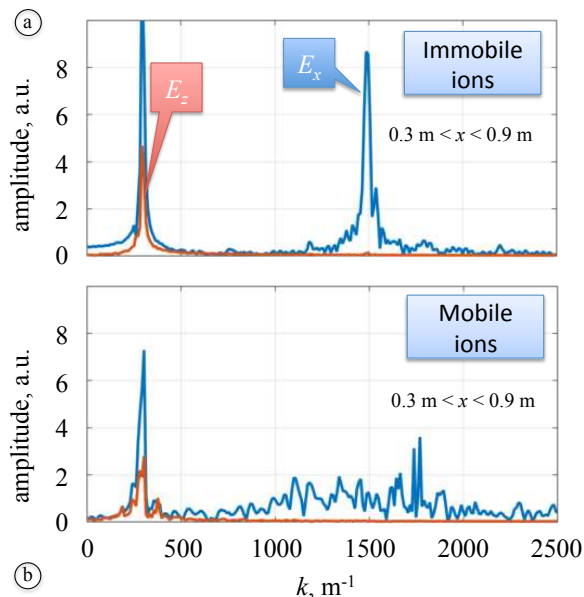 a
amplitude, a.u.
8
6
4
2
0
E_z
E_x
Immobile
ions
0.3 m < x < 0.9 m
amplitude, a.u.
8
6
4
2
0
Mobile
ions
0.3 m < x < 0.9 m
0 500 1000 1500 2000 2500
b
k, m⁻¹